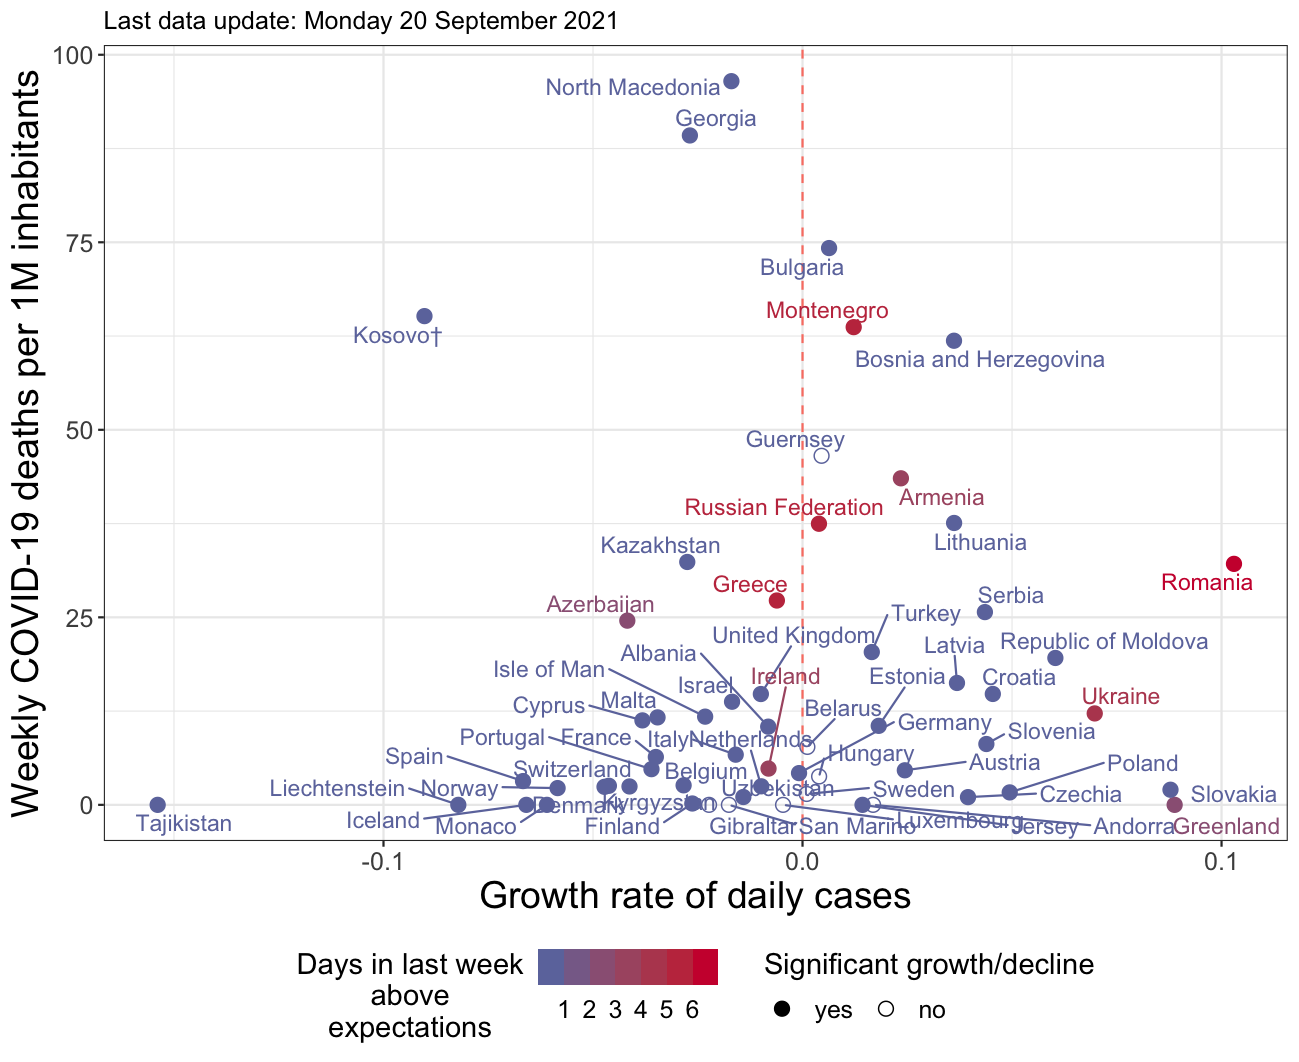 Last data update: Monday 20 September 2021
Weekly COVID-19 deaths per 1M inhabitants
100
North Macedonia
Georgia
75
Bulgaria
Montenegro
Kosovo†
Bosnia and Herzegovina
50
Guernsey
Armenia
Russian Federation
Lithuania
Kazakhstan
Romania
Greece
Serbia
Azerbaijan
25
Turkey
United Kingdom
Republic of Moldova
Latvia
Albania
Isle of Man
Ireland
Estonia
Croatia
Israel
Ukraine
Malta
Cyprus
Belarus
Germany
Slovenia
Portugal
France
Italy
Netherlands
Hungary
Spain
Austria
Poland
Switzerland
Belgium
Liechtenstein
Norway
Uzbekistan
Sweden
Czechia
Slovakia
Denmark
Kyrgyzstan
0
Tajikistan
Iceland
Monaco
Finland
Gibraltar
San Marino
Luxembourg
Jersey
Andorra
Greenland
-0.1
0.0
0.1
Growth rate of daily cases
Days in last week
above
expectations
1 2 3 4 5 6
Significant growth/decline
yes
no